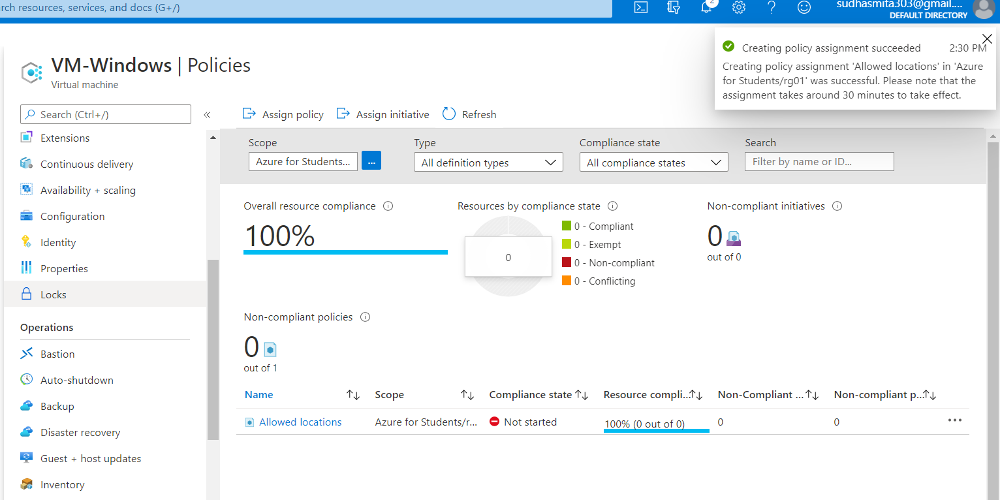 rch resources, services, and docs (G+/)
2
sudhasmita303@gmail....
DEFAULT DIRECTORY
Creating policy assignment succeeded 2:30 PM
Creating policy assignment 'Allowed locations' in 'Azure
for Students/rg01' was successful. Please note that the
assignment takes around 30 minutes to take effect.
VM-Windows | Policies
Virtual machine
Search (Ctrl+/)
«
Extensions
Continuous delivery
Availability + scaling
Configuration
Identity
Properties
Locks
Operations
Bastion
Auto-shutdown
Backup
Disaster recovery
Guest + host updates
Inventory
Assign policy Assign initiative Refresh
Scope Type Compliance state Search
Azure for Students... ... All definition types All compliance states Filter by name or ID...
Overall resource compliance
100%
Resources by compliance state
0
0 - Compliant
0 - Exempt
0 - Non-compliant
0 - Conflicting
Non-compliant initiatives
0
out of 0
Non-compliant policies
0
out of 1
Name Scope Compliance state Resource compli... Non-Compliant ... Non-compliant p...
Allowed locations Azure for Students/r... Not started 100% (0 out of 0) 0 0 ...